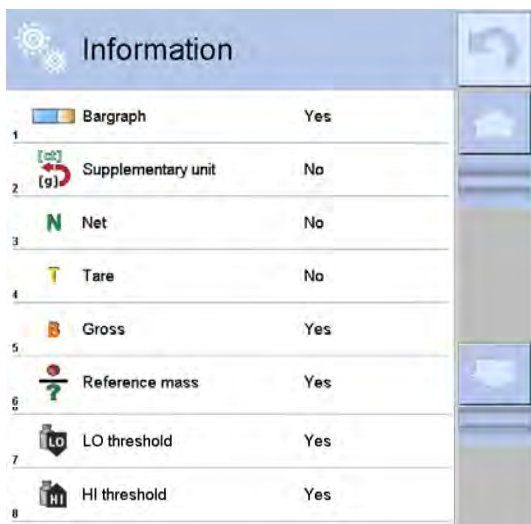 Information
1 Bargraph Yes
[ct]
(g)
2 Supplementary unit No
3 N Net No
4 T Tare No
5 B Gross Yes
6 ? Reference mass Yes
7 LO LO threshold Yes
8 HI HI threshold Yes